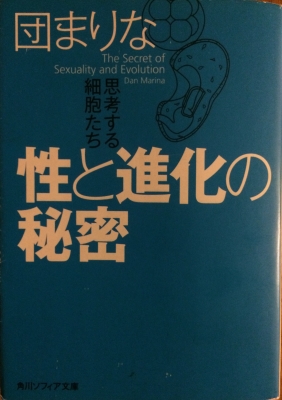 団まりな
The Secret of
Sexuality and Evolution
Dan Marina
思考する
細胞たち
性と進化の
秘密
角川ソフィア文庫